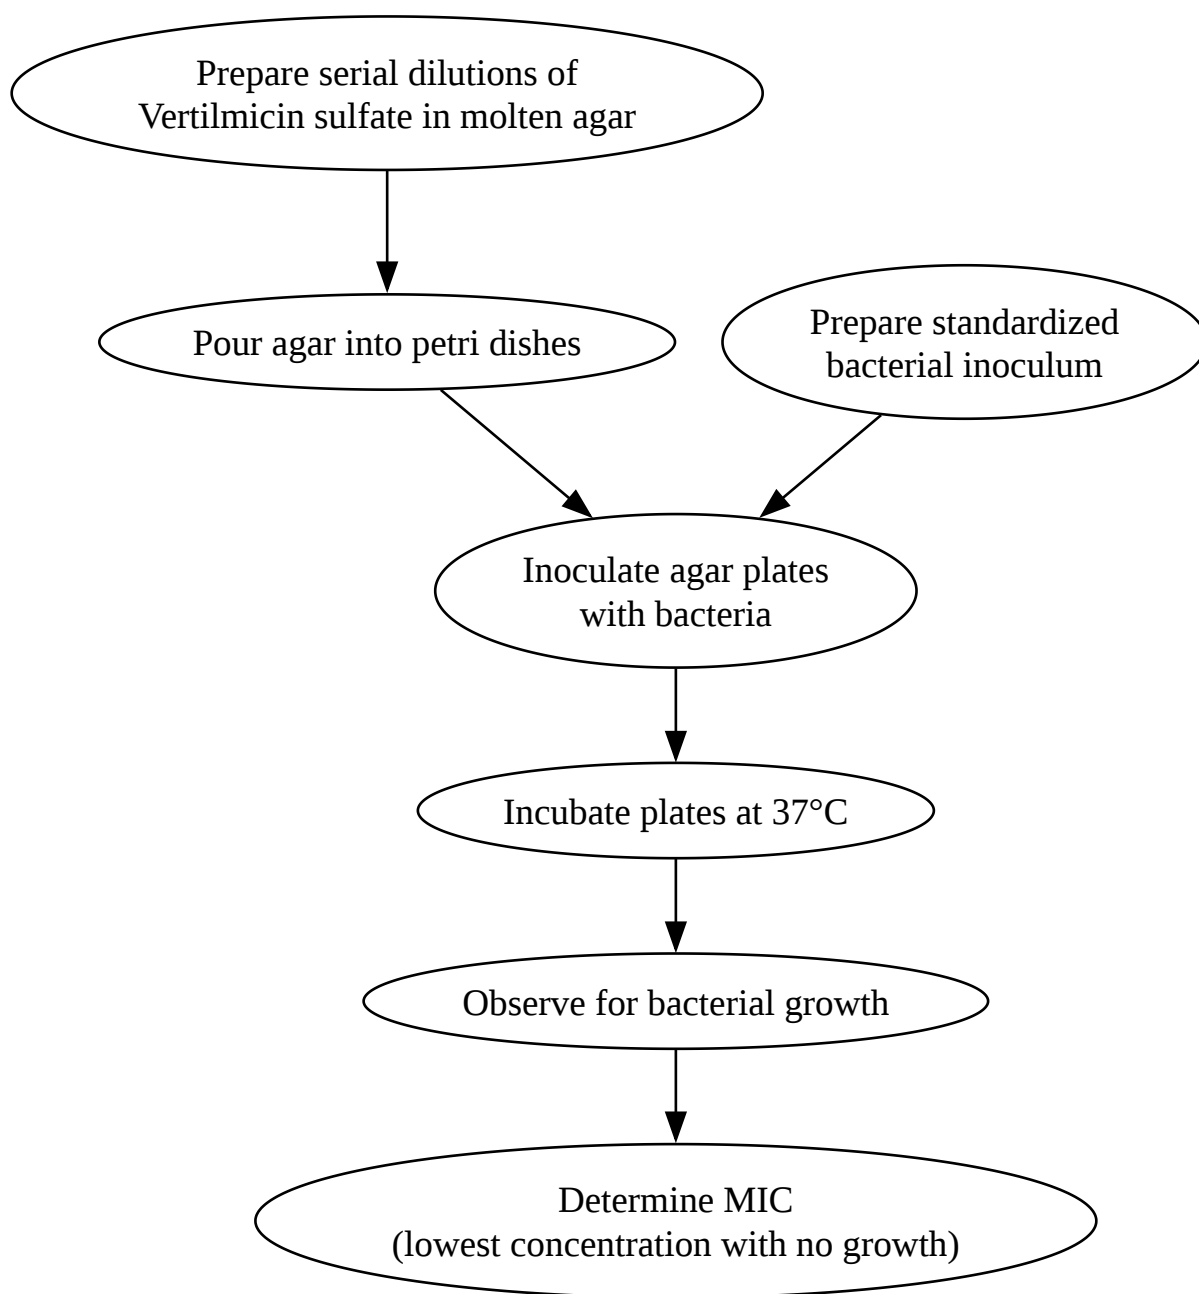 Prepare serial dilutions of
Vertilmicin sulfate in molten agar
Pour agar into petri dishes
Prepare standardized
bacterial inoculum
Inoculate agar plates
with bacteria
Incubate plates at 37°C
Observe for bacterial growth
Determine MIC
(lowest concentration with no growth)